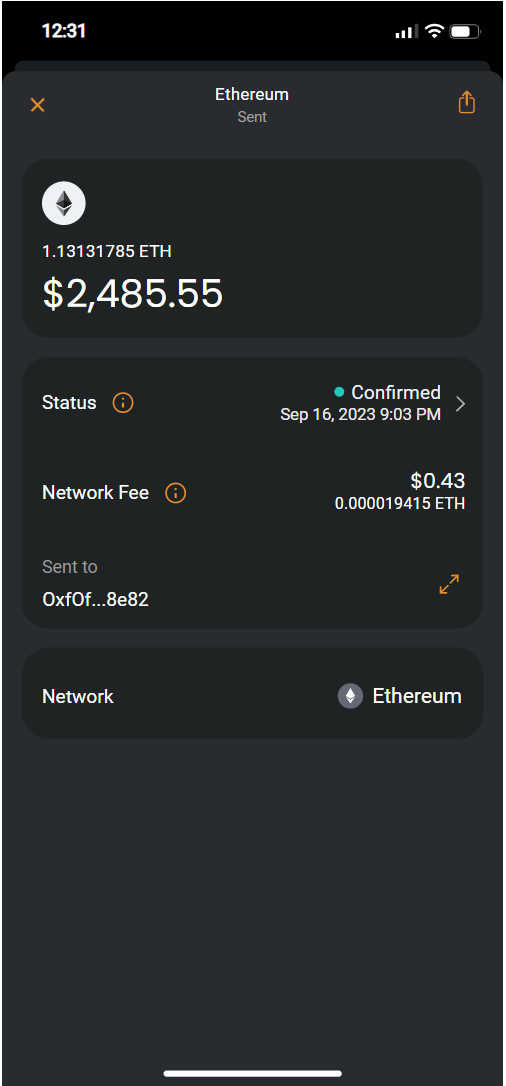 12:31
Ethereum
Sent
1.13131785 ETH
$2,485.55
Status
Confirmed
Sep 16, 2023 9:03 PM
Network Fee
$0.43
0.000019415 ETH
Sent to
OxfOf...8e82
Network
Ethereum